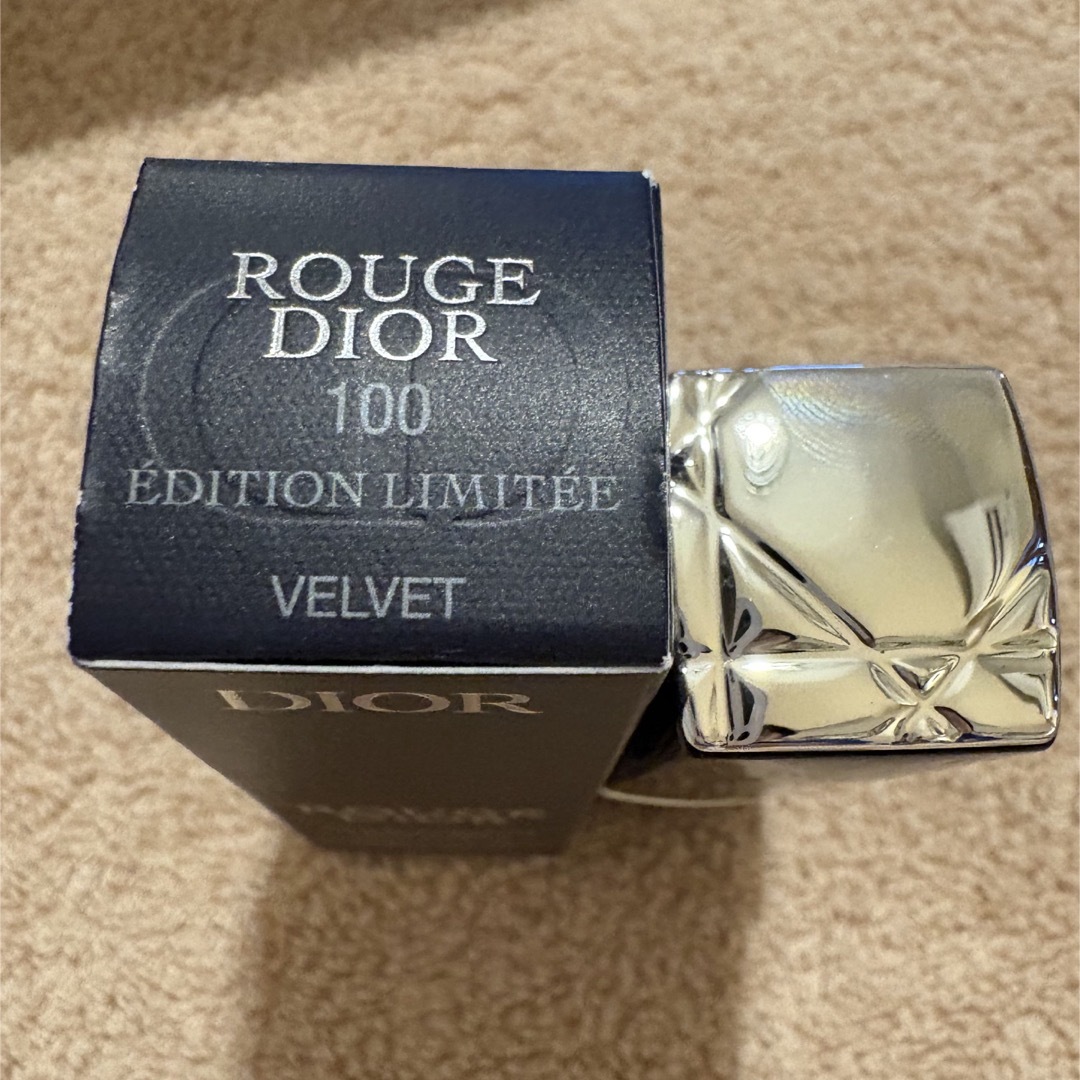 ROUGE
DIOR
100
ÉDITION LIMITÉE
VELVET
DIOR